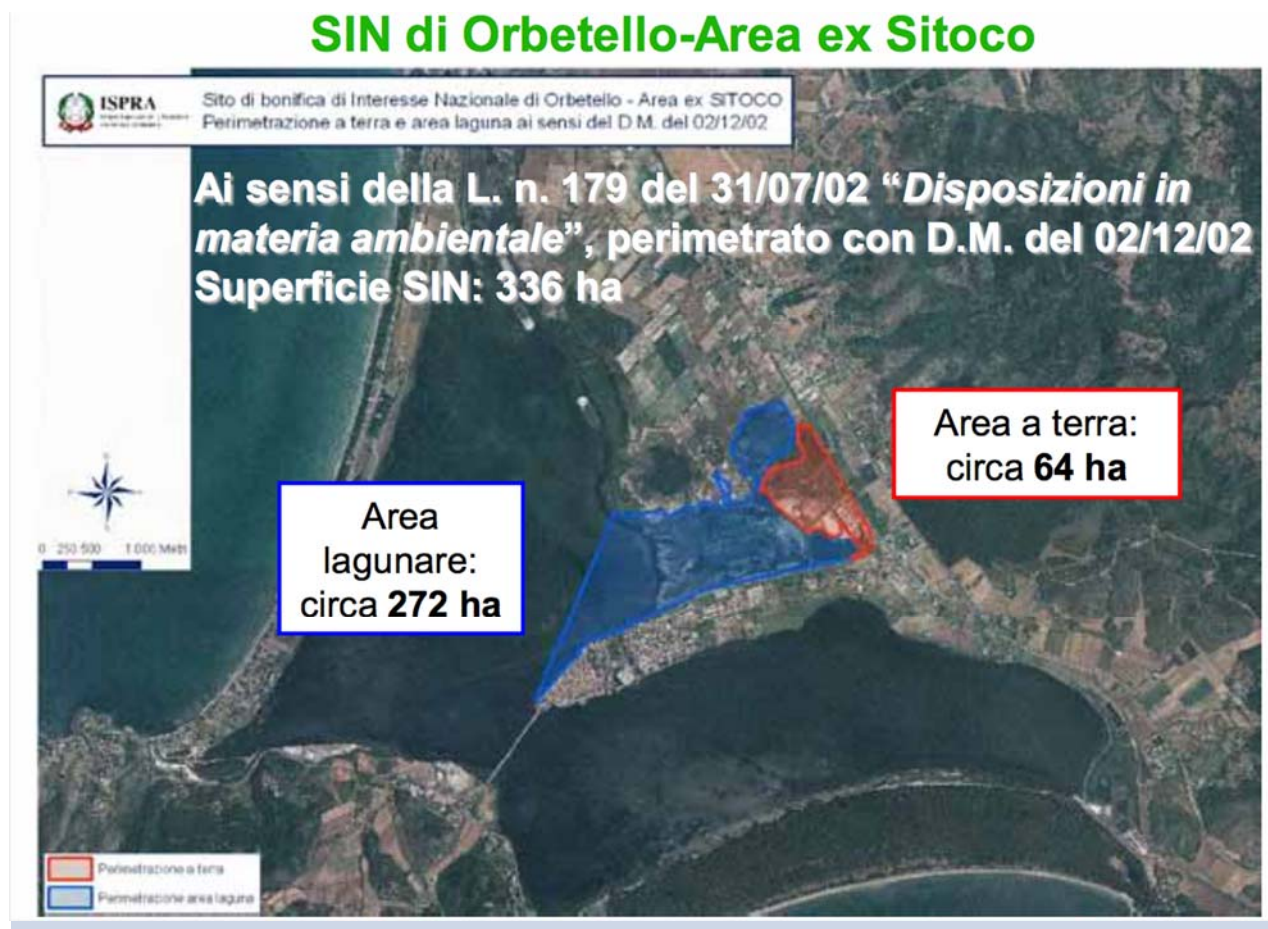 SIN di Orbetello-Area ex Sitoco
ISPRA
Sito di bonifica di Interesse Nazionale di Orbetello - Area ex SITOCO
Perimetrazione a terra e area laguna ai sensi del D.M. del 02/12/02
Ai sensi della L. n. 179 del 31/07/02 “Disposizioni in
materia ambientale”, perimetrato con D.M. del 02/12/02
Superficie SIN: 336 ha
Area a terra:
circa 64 ha
Area
lagunare:
circa 272 ha
0 250 500 1.000 Metri
Perimetrazione a terra
Perimetrazione area laguna